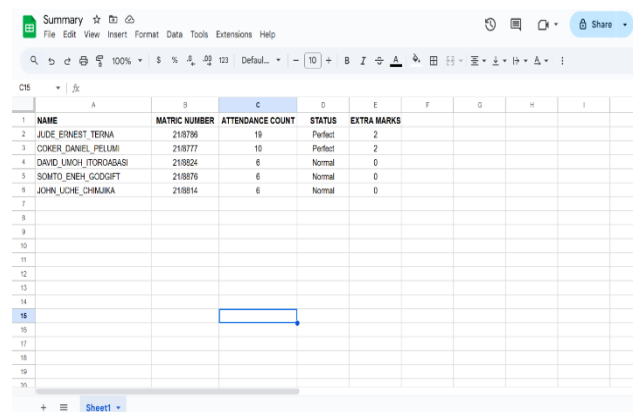 Summary
File Edit View Insert Format Data Tools Extensions Help
Share
100% $ % .0 .00 123 Defaul... - 10 + B I A
C15 fx
A B C D E F G H I
1 NAME MATRIC NUMBER ATTENDANCE COUNT STATUS EXTRA MARKS
2 JUDE_ERNEST_TERNA 21/8786 19 Perfect 2
3 COKER_DANIEL_PELUMI 21/8777 10 Perfect 2
4 DAVID_UMOH_ITOROABASI 21/8824 6 Normal 0
5 SOMTO_ENEH_GODGIFT 21/8876 6 Normal 0
6 JOHN_UCHE_CHIMJIKA 21/8814 6 Normal 0
7
8
9
10
11
12
13
14
15
16
17
18
19
20
+ Sheet1